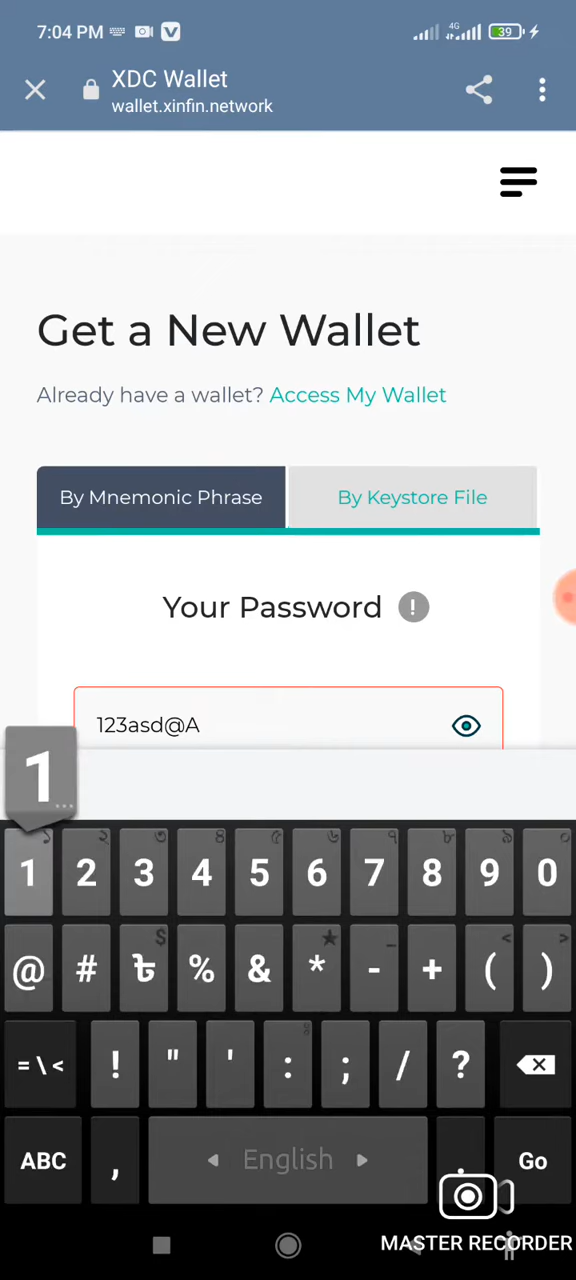 7:04 PM
4G
39
XDC Wallet
wallet.xinfin.network
Get a New Wallet
Already have a wallet? Access My Wallet
By Mnemonic Phrase
By Keystore File
Your Password !
123asd@A
1
1 2 3 4 5 6 7 8 9 0
@ # ৳ % & * - + ( )
= \ < ! " ' : ; / ?
ABC , English . Go
MASTER RECORDER